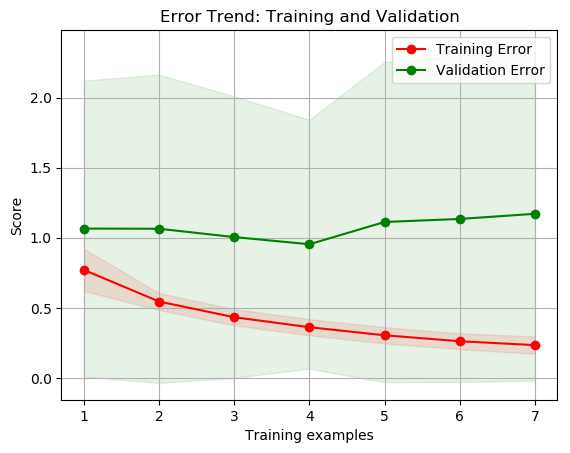 Error Trend: Training and Validation
Training Error
Validation Error
Score
2.0
1.5
1.0
0.5
0.0
1 2 3 4 5 6 7
Training examples